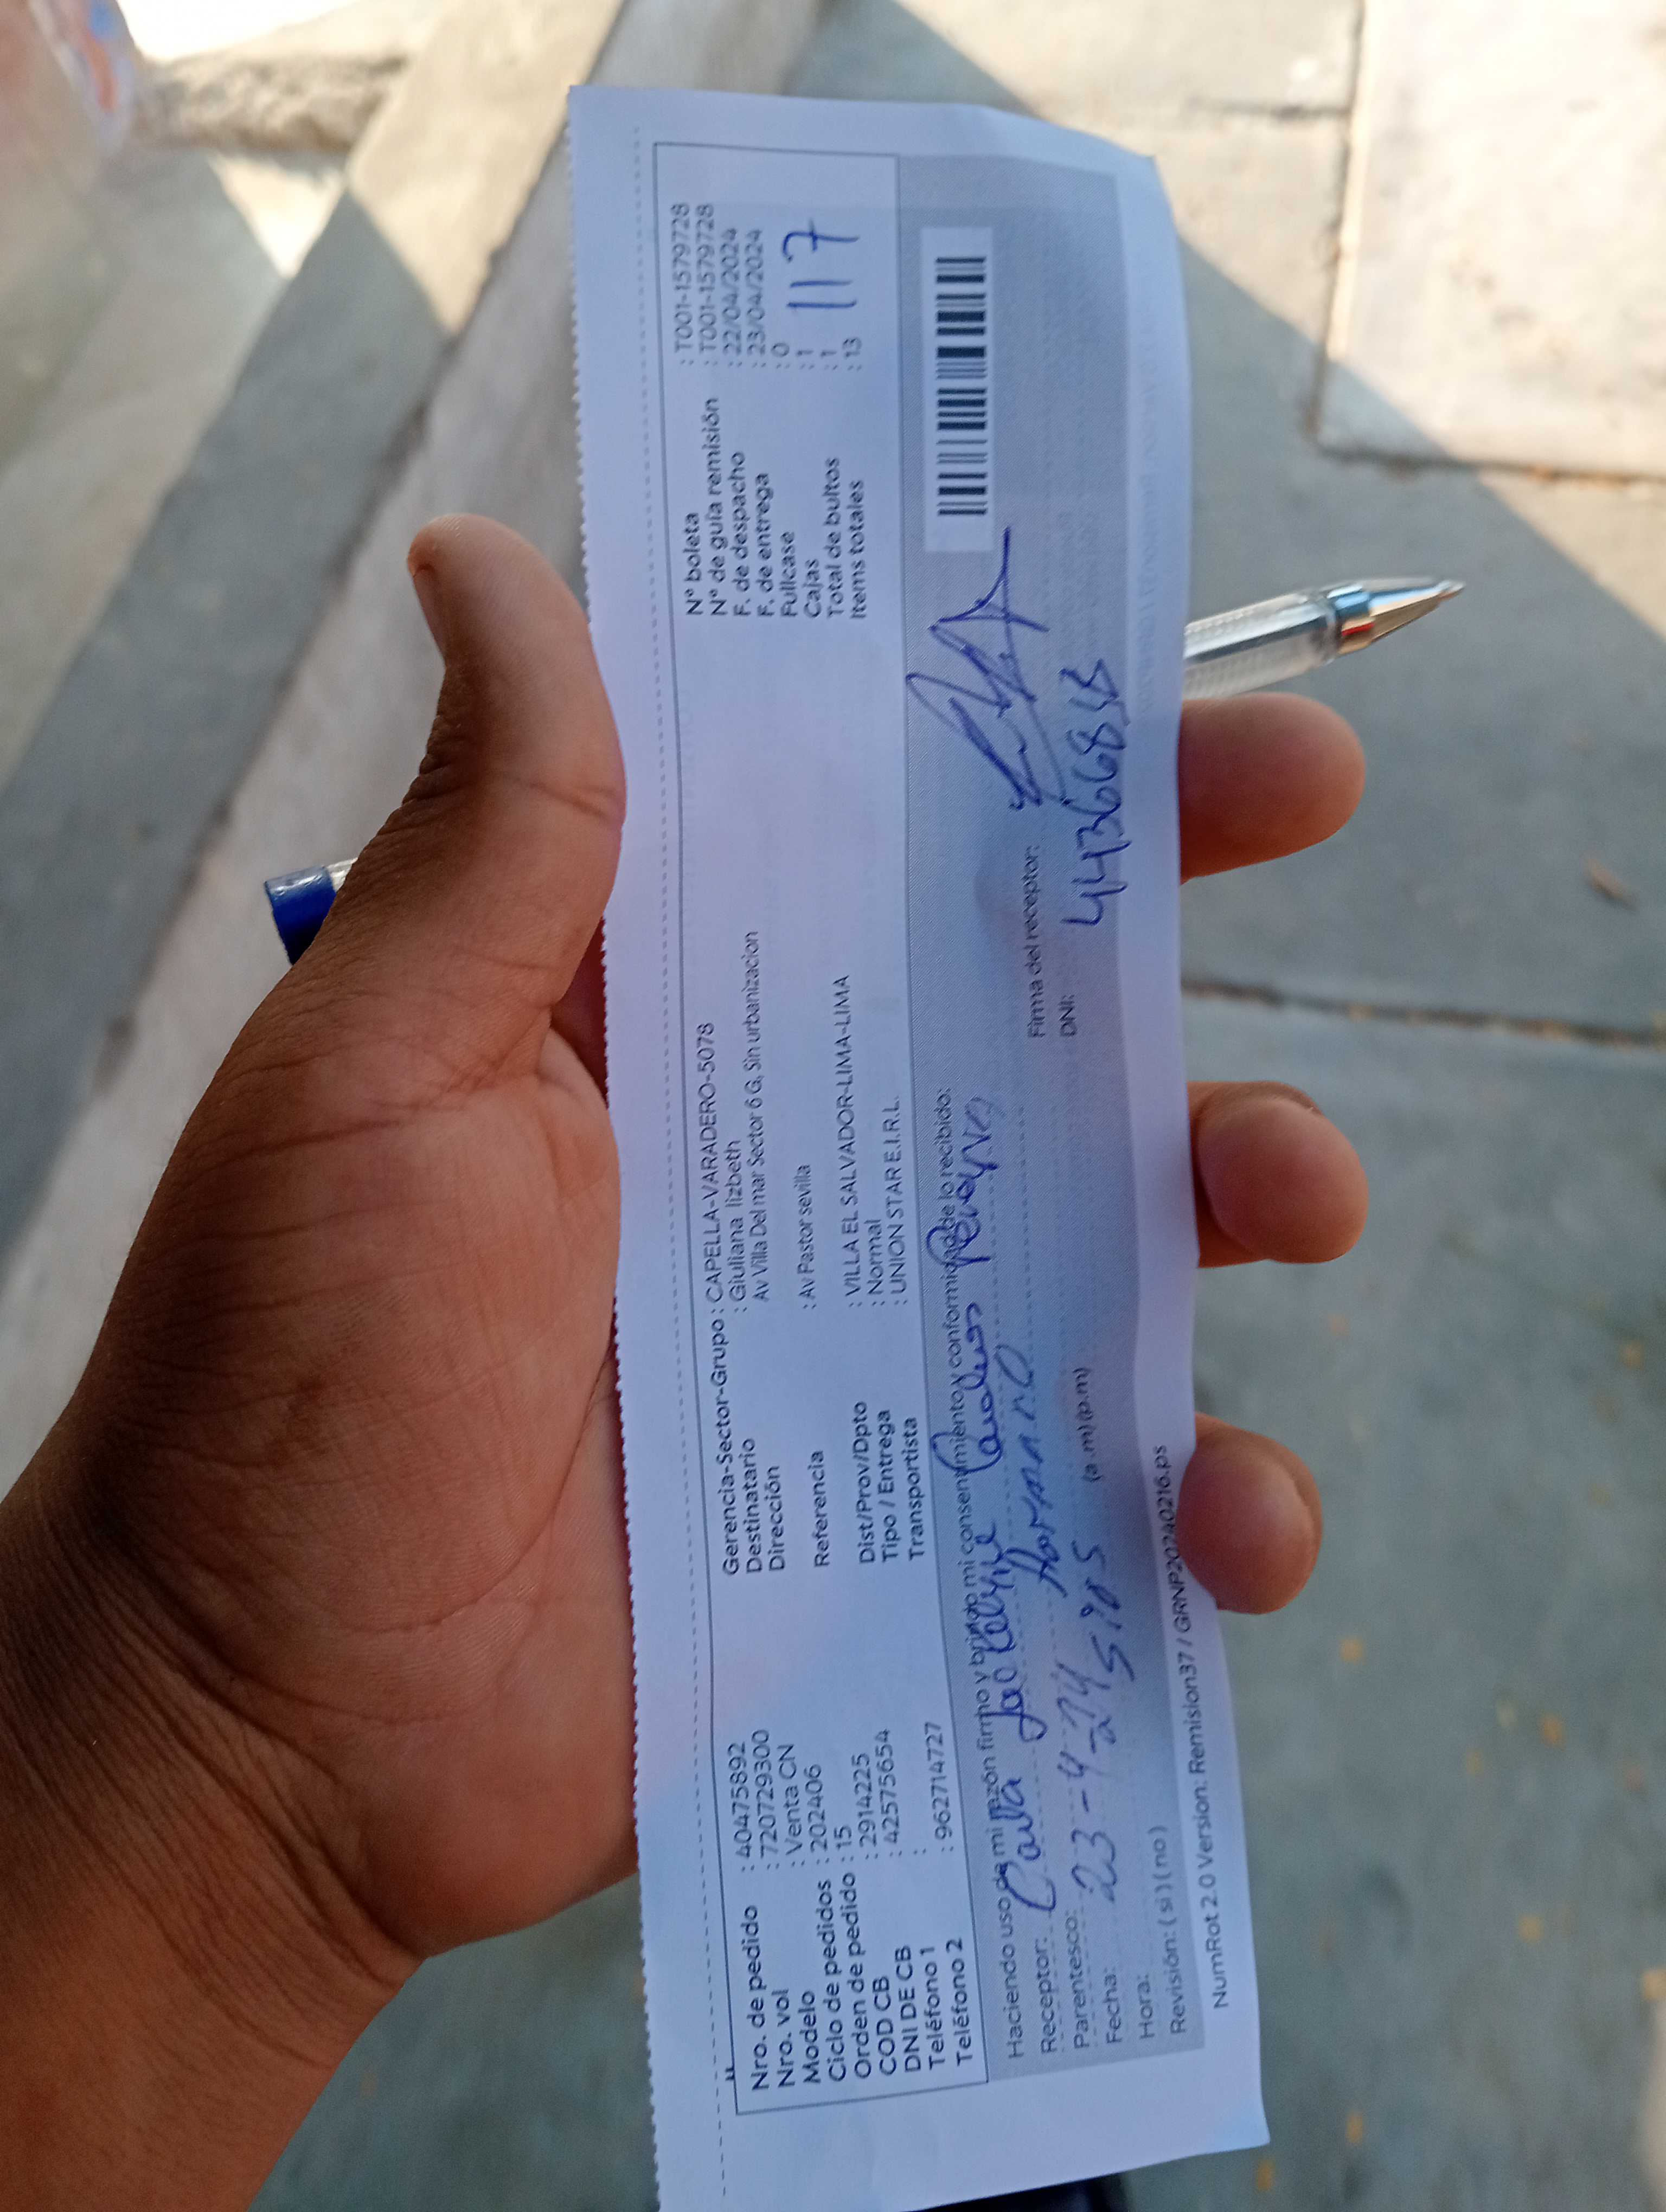 Nro. de pedido : 40475892
Nro. vol : 720729300
Modelo : Venta CN
Ciclo de pedidos : 202406
Orden de pedido : 15
COD CB : 2914225
DNI DE CB : 42575654
Teléfono 1 :
Teléfono 2 : 962714727
Gerencia-Sector-Grupo : CAPELLA-VARADERO-5078
Destinatario : Giuliana lizbeth
Dirección Av Villa Del mar Sector 6 G, Sin urbanizacion
Referencia : Av Pastor sevilla
Dist/Prov/Dpto : VILLA EL SALVADOR-LIMA-LIMA
Tipo / Entrega : Normal
Transportista : UNION STAR E.I.R.L.
N° boleta : T001-1579728
N° de guía remisión : T001-1579728
F. de despacho : 22/04/2024
F. de entrega : 23/04/2024
Fullcase : 0
Cajas : 1
Total de bultos : 1
Items totales : 13
117
Haciendo uso de mi razón firmo y brindo mi consentimiento y conformidad de lo recibido:
Receptor:
Parentesco: Hermano
Fecha: 23-4-24
Hora: 5:05 (a.m) (p.m)
Revisión: ( si ) ( no )
Firma del receptor:
DNI:
NumRot 2.0 Version: Remision37 / GRNP20240216.ps